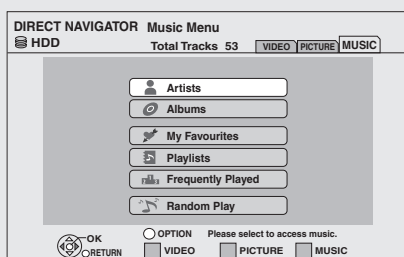 DIRECT NAVIGATOR Music Menu
HDD Total Tracks 53 VIDEO PICTURE MUSIC
Artists
Albums
My Favourites
Playlists
Frequently Played
Random Play
OK OPTION Please select to access music.
RETURN VIDEO PICTURE MUSIC